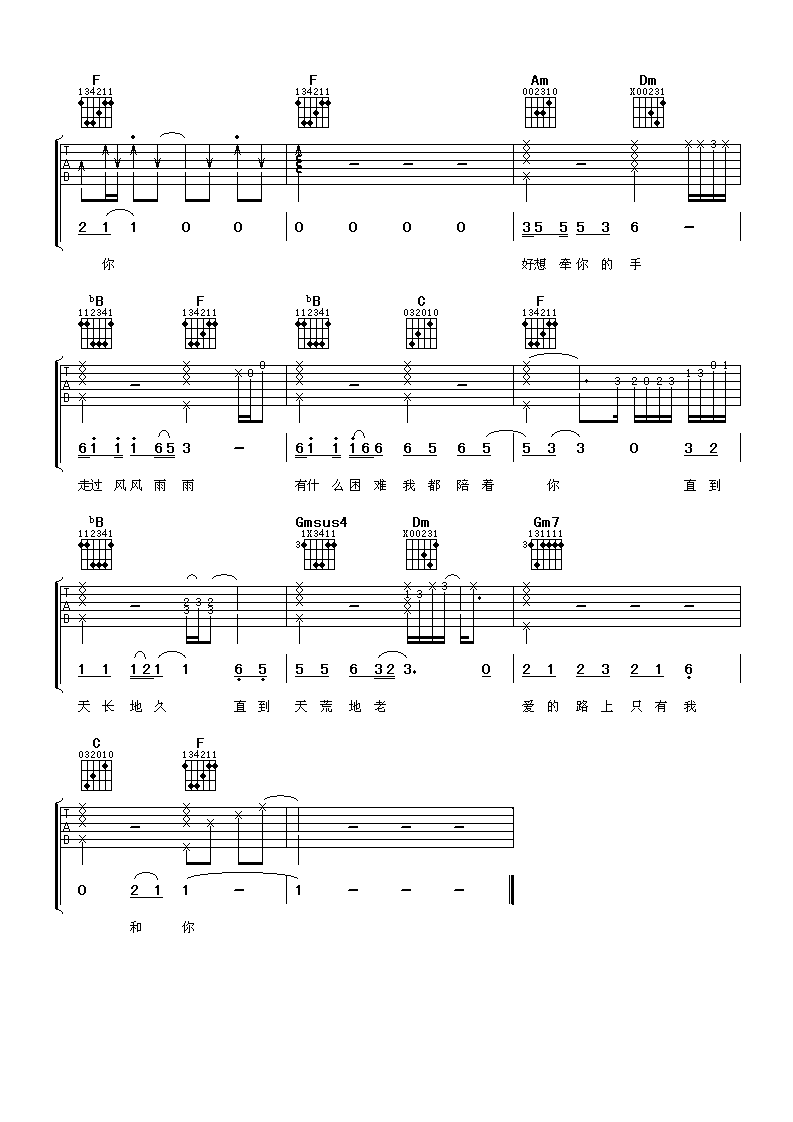 F F Am Dm
134211 134211 002310 X00231
T A B 3
2 1 1 0 0 0 0 0 0 3 5 5 5 3 6 -
你 好想 牵你 的 手
bB F bB C F
112341 134211 112341 032010 134211
T A B 0 0 3 2 0 2 3 1 3 0 1
6 1 1 1 6 5 3 - 6 1 1 1 6 6 6 5 6 5 5 3 3 0 3 2
走过 风风 雨 雨 有什 么困 难 我 都 陪着 你 直 到
bB Gmsus4 Dm Gm7
112341 3 1X3411 X00231 3 131111
T A B 2 3 3 2 3 1 3 3
1 1 1 2 1 1 6 5 5 5 6 3 2 3. 0 2 1 2 3 2 1 6
天 长 地 久 直到 天 荒 地 老 爱 的 路 上 只 有 我
C F
032010 134211
T A B
0 2 1 1 - 1 - - -
和 你